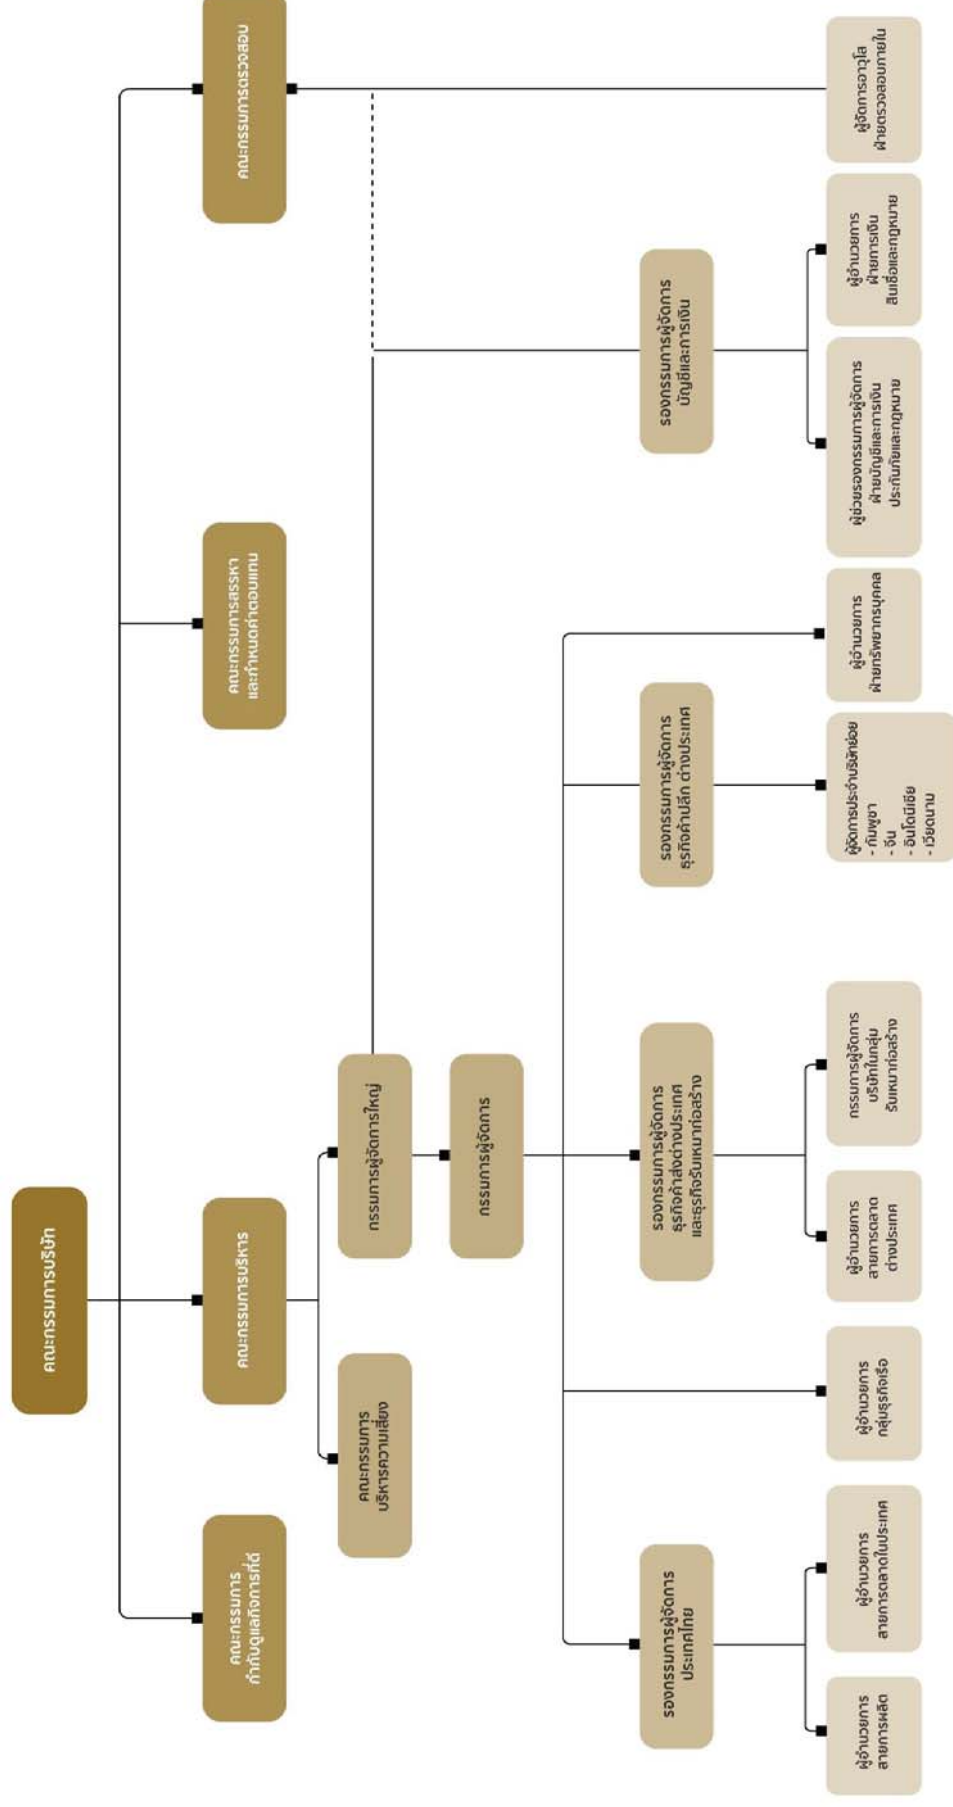 คณะกรรมการบริษัท
คณะกรรมการ
กำกับดูแลกิจการที่ดี
คณะกรรมการบริหาร
คณะกรรมการสรรหา
และกำหนดค่าตอบแทน
คณะกรรมการตรวจสอบ
คณะกรรมการ
บริหารความเสี่ยง
กรรมการผู้จัดการใหญ่
กรรมการผู้จัดการ
รองกรรมการผู้จัดการ
ประเทศไทย
รองกรรมการผู้จัดการ
ธุรกิจค้าส่งต่างประเทศ
และธุรกิจรับเหมาก่อสร้าง
รองกรรมการผู้จัดการ
ธุรกิจค้าปลีก ต่างประเทศ
รองกรรมการผู้จัดการ
บัญชีและการเงิน
ผู้อำนวยการ
สายการผลิต
ผู้อำนวยการ
สายการตลาดในประเทศ
ผู้อำนวยการ
กลุ่มธุรกิจเรือ
ผู้อำนวยการ
สายการตลาด
ต่างประเทศ
กรรมการผู้จัดการ
บริษัทในกลุ่ม
รับเหมาก่อสร้าง
ผู้จัดการประจำบริษัทย่อย
- กัมพูชา
- จีน
- อินโดนีเซีย
- เวียดนาม
ผู้อำนวยการ
ฝ่ายทรัพยากรบุคคล
ผู้ช่วยรองกรรมการผู้จัดการ
ฝ่ายบัญชีและการเงิน
ประกันภัยและกฎหมาย
ผู้อำนวยการ
ฝ่ายการเงิน
สินเชื่อและกฎหมาย
ผู้จัดการอาวุโส
ฝ่ายตรวจสอบภายใน